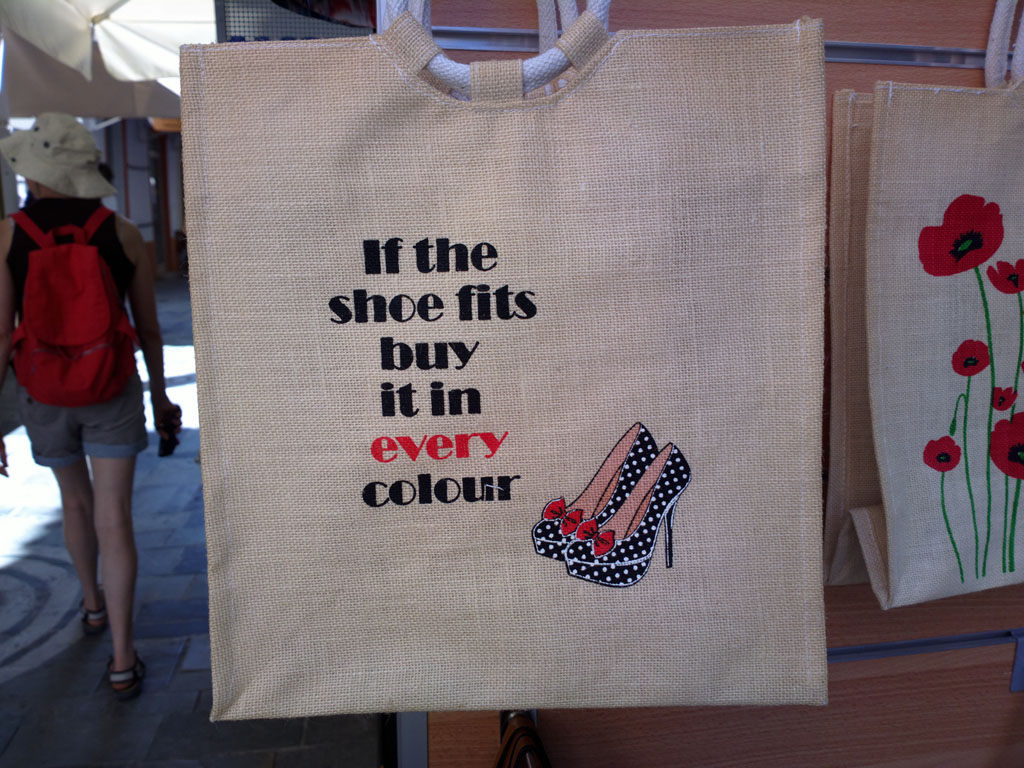 If the
shoe fits
buy
it in
every
colour